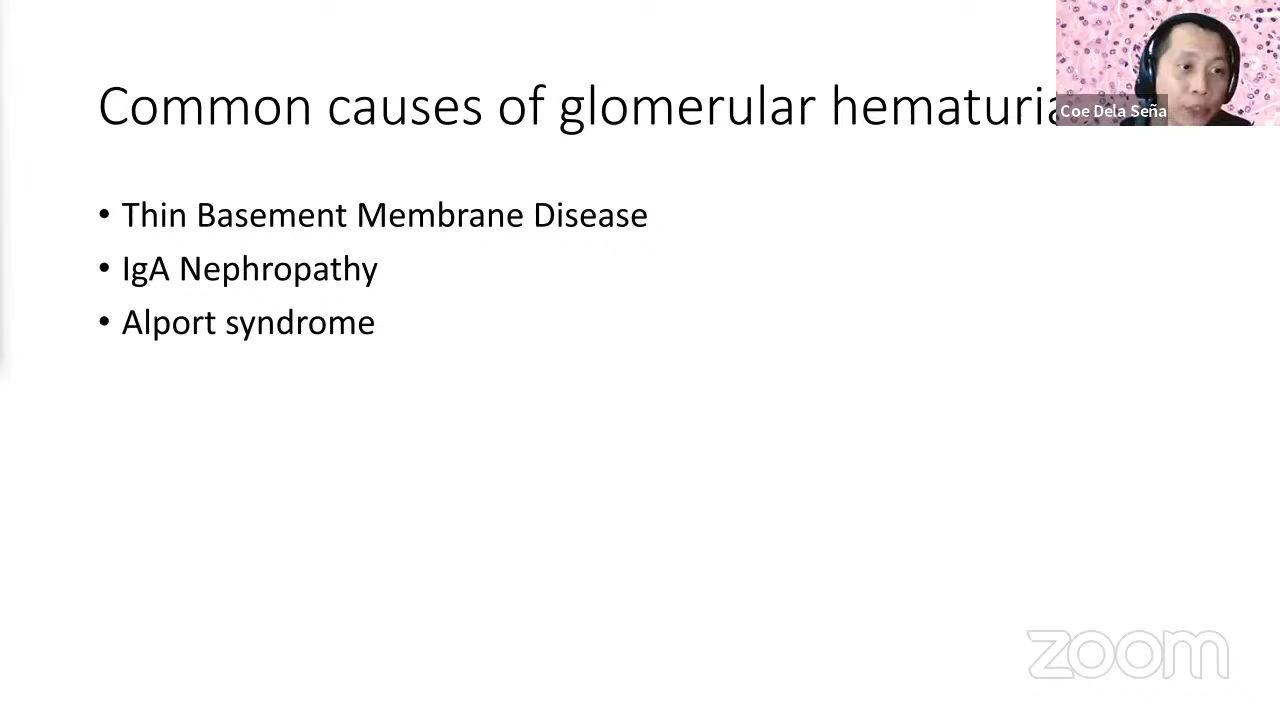 Common causes of glomerular hematuria
Coe Dela Seña
• Thin Basement Membrane Disease
• IgA Nephropathy
• Alport syndrome
zoom